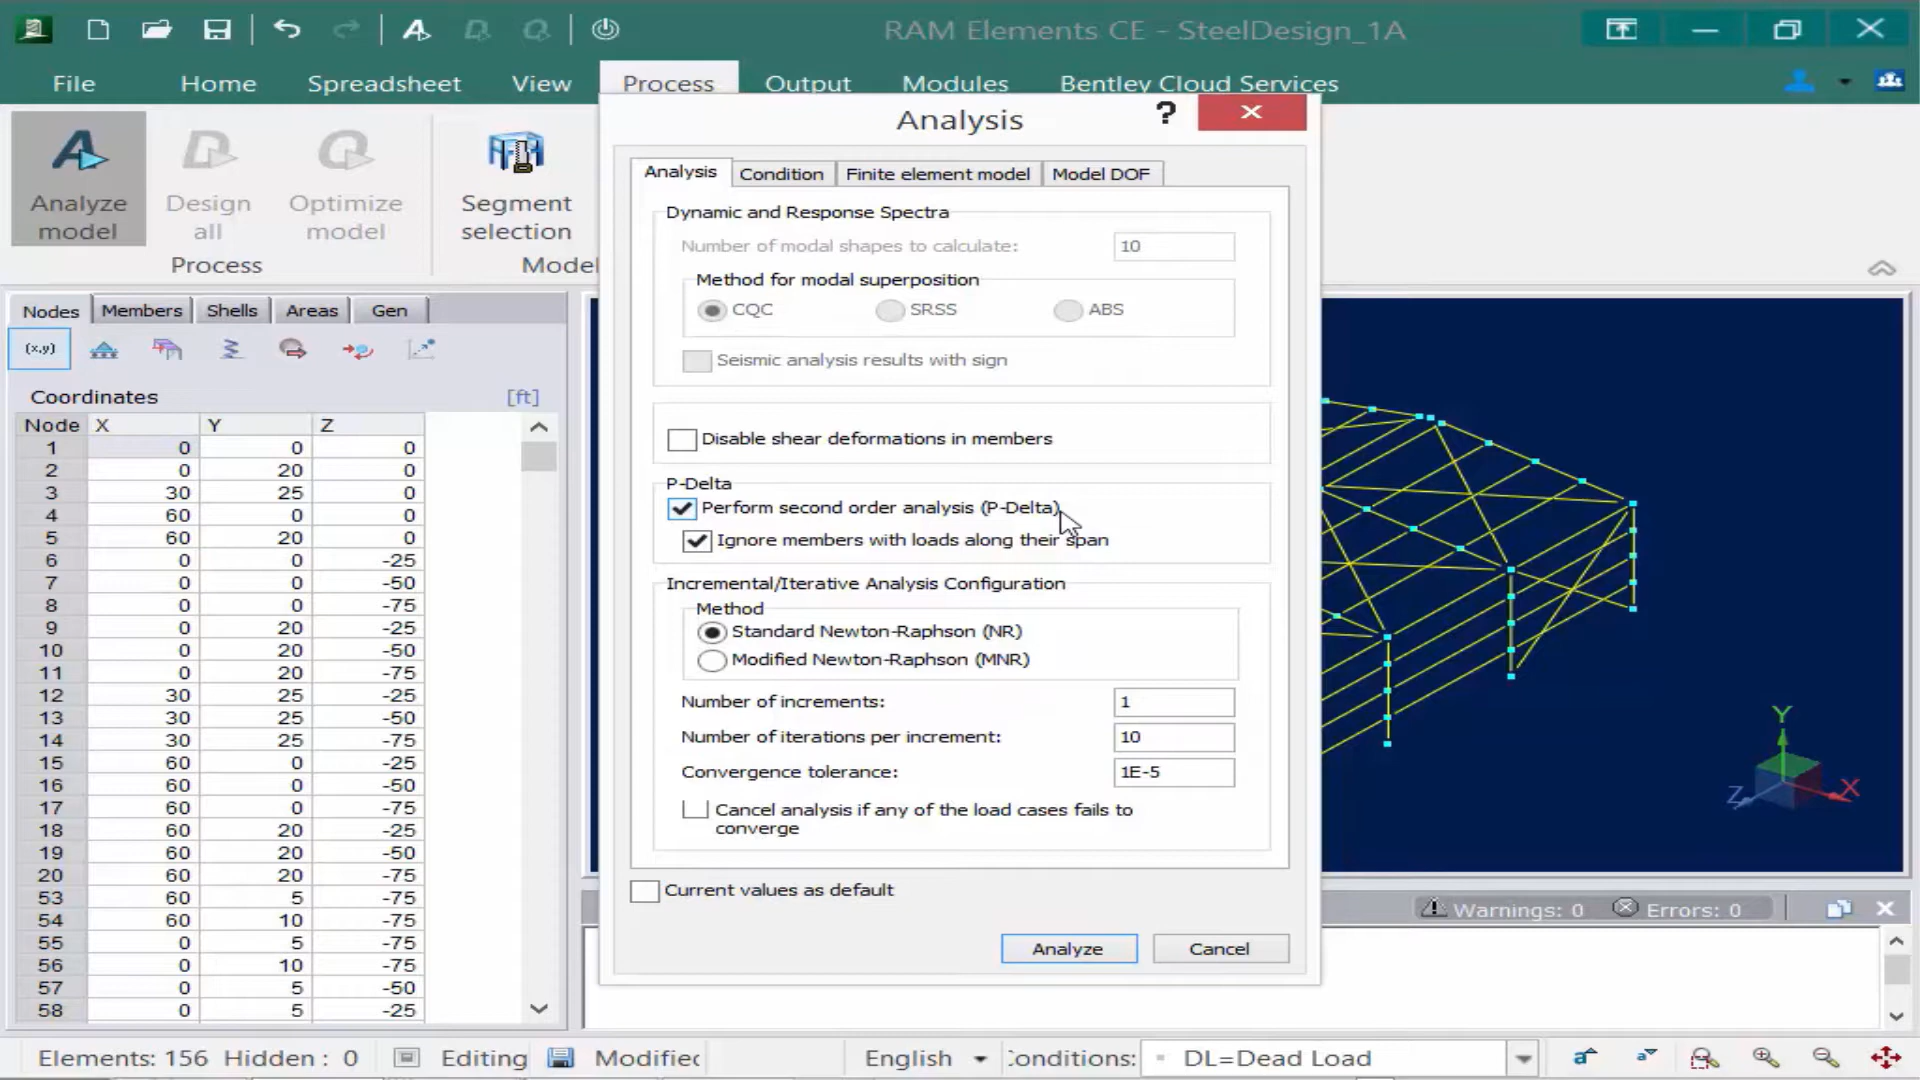 RAM Elements CE - SteelDesign_1A
File Home Spreadsheet View Process Output Modules Bentley Cloud Services
Analyze model
Design all
Optimize model
Segment selection
Process
Model
Nodes Members Shells Areas Gen
(x,y)
Coordinates [ft]
Node X Y Z
1 0 0 0
2 0 20 0
3 30 25 0
4 60 0 0
5 60 20 0
6 0 0 -25
7 0 0 -50
8 0 0 -75
9 0 20 -25
10 0 20 -50
11 0 20 -75
12 30 25 -25
13 30 25 -50
14 30 25 -75
15 60 0 -25
16 60 0 -50
17 60 0 -75
18 60 20 -25
19 60 20 -50
20 60 20 -75
53 60 5 -75
54 60 10 -75
55 0 5 -75
56 0 10 -75
57 0 5 -50
58 0 5 -25
Analysis ?
Analysis Condition Finite element model Model DOF
Dynamic and Response Spectra
Number of modal shapes to calculate: 10
Method for modal superposition
CQC SRSS ABS
Seismic analysis results with sign
Disable shear deformations in members
P-Delta
Perform second order analysis (P-Delta)
Ignore members with loads along their span
Incremental/Iterative Analysis Configuration
Method
Standard Newton-Raphson (NR)
Modified Newton-Raphson (MNR)
Number of increments: 1
Number of iterations per increment: 10
Convergence tolerance: 1E-5
Cancel analysis if any of the load cases fails to
converge
Current values as default
Analyze Cancel
Y
Z X
Warnings: 0 Errors: 0
Elements: 156 Hidden : 0 Editing Modified English Conditions: DL=Dead Load